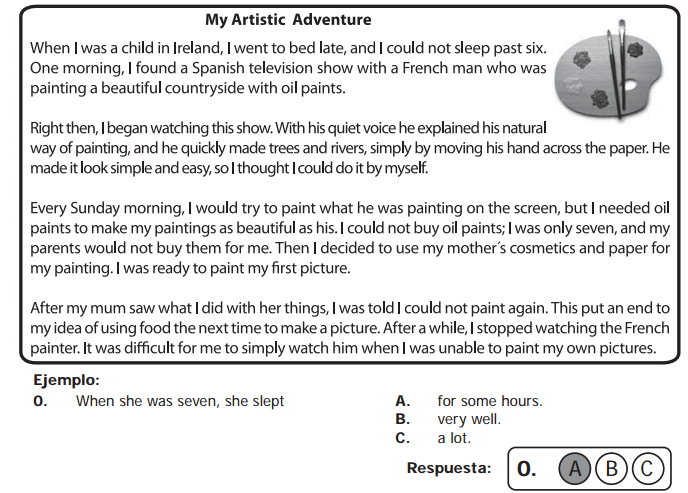 My Artistic Adventure
When I was a child in Ireland, I went to bed late, and I could not sleep past six.
One morning, I found a Spanish television show with a French man who was
painting a beautiful countryside with oil paints.
Right then, I began watching this show. With his quiet voice he explained his natural
way of painting, and he quickly made trees and rivers, simply by moving his hand across the paper. He
made it look simple and easy, so I thought I could do it by myself.
Every Sunday morning, I would try to paint what he was painting on the screen, but I needed oil
paints to make my paintings as beautiful as his. I could not buy oil paints; I was only seven, and my
parents would not buy them for me. Then I decided to use my mother´s cosmetics and paper for
my painting. I was ready to paint my first picture.
After my mum saw what I did with her things, I was told I could not paint again. This put an end to
my idea of using food the next time to make a picture. After a while, I stopped watching the French
painter. It was difficult for me to simply watch him when I was unable to paint my own pictures.
Ejemplo:
0. When she was seven, she slept A. for some hours.
B. very well.
C. a lot.
Respuesta: 0. A B C